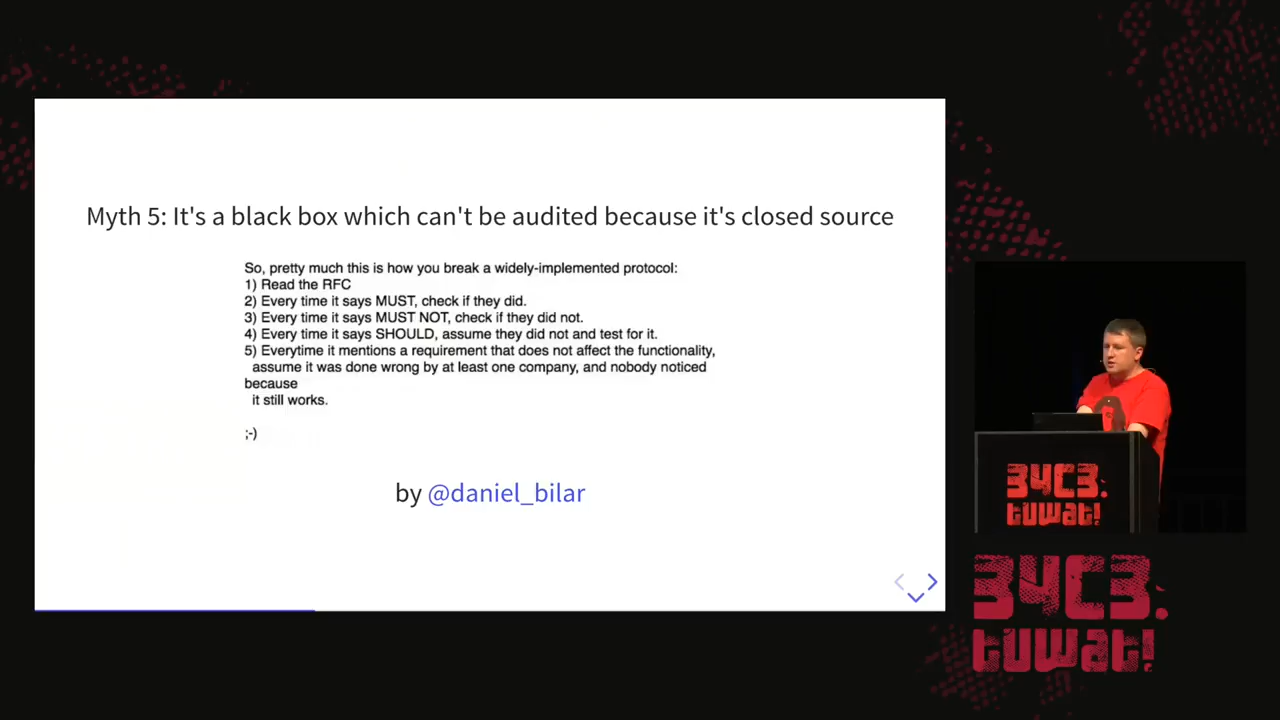 Myth 5: It's a black box which can't be audited because it's closed source
So, pretty much this is how you break a widely-implemented protocol:
1) Read the RFC
2) Every time it says MUST, check if they did.
3) Every time it says MUST NOT, check if they did not.
4) Every time it says SHOULD, assume they did not and test for it.
5) Everytime it mentions a requirement that does not affect the functionality,
assume it was done wrong by at least one company, and nobody noticed
because
it still works.
;-)
by @daniel_bilar
34C3.
tuwat!
34C3.
tuwat!